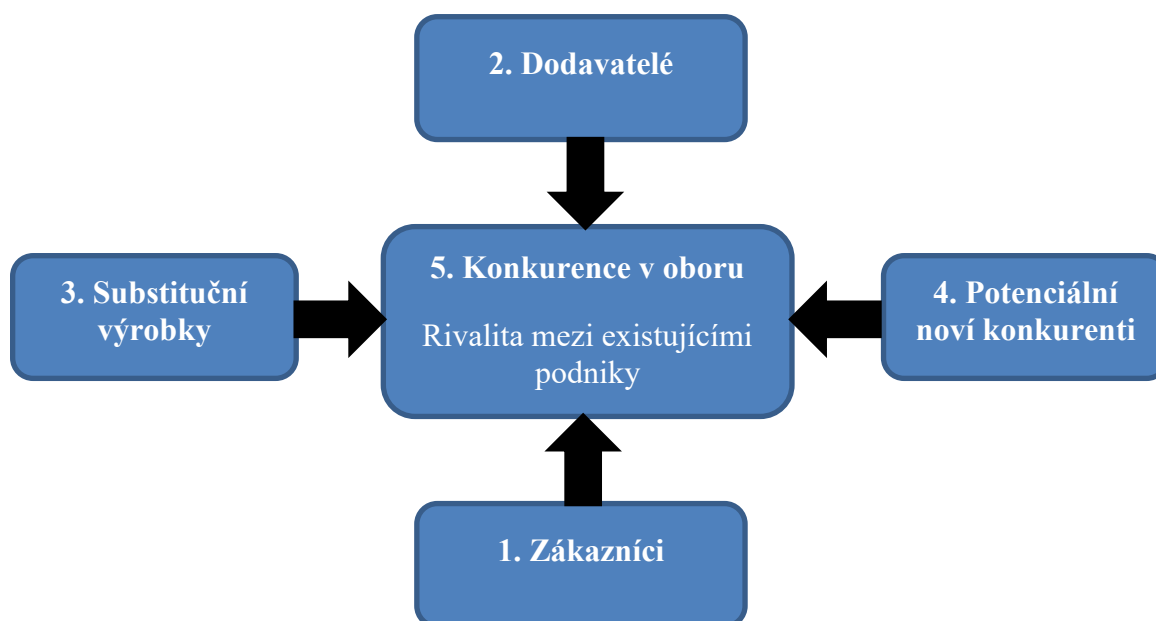 2. Dodavatelé
3. Substituční
výrobky
5. Konkurence v oboru
Rivalita mezi existujícími
podniky
4. Potenciální
noví konkurenti
1. Zákazníci